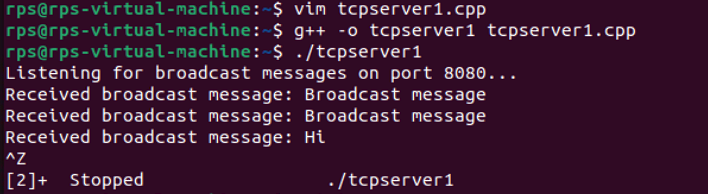 rps@rps-virtual-machine:~$ vim tcpserver1.cpp
rps@rps-virtual-machine:~$ g++ -o tcpserver1 tcpserver1.cpp
rps@rps-virtual-machine:~$ ./tcpserver1
Listening for broadcast messages on port 8080...
Received broadcast message: Broadcast message
Received broadcast message: Broadcast message
Received broadcast message: Hi
^Z
[2]+  Stopped                 ./tcpserver1